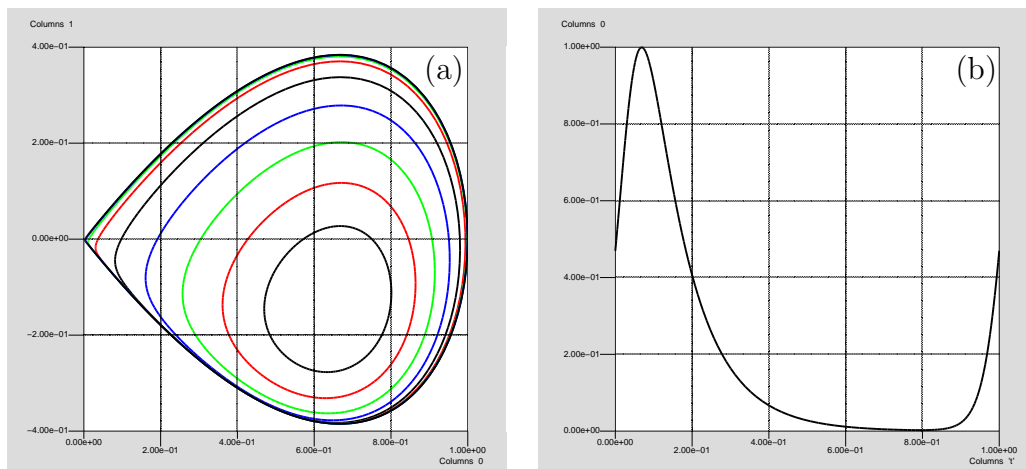 Columns 1
4.00e−01
2.00e−01
0.00e+00
−2.00e−01
−4.00e−01
0.00e+00
2.00e−01
4.00e−01
6.00e−01
8.00e−01
1.00e+00
Columns 0
(a)
Columns 0
1.00e+00
8.00e−01
6.00e−01
4.00e−01
2.00e−01
0.00e+00
0.00e+00
2.00e−01
4.00e−01
6.00e−01
8.00e−01
1.00e+00
Columns 't'
(b)